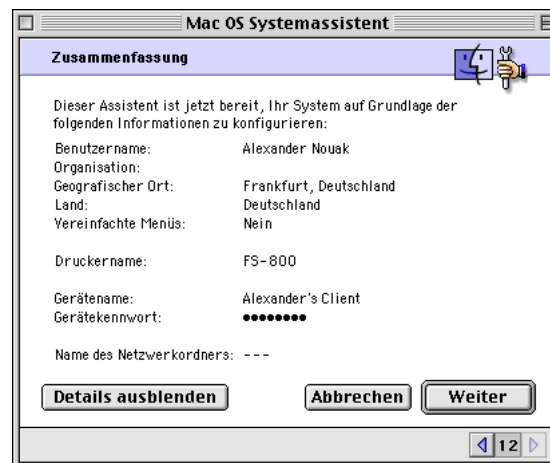 Mac OS Systemassistent
Zusammenfassung
Dieser Assistent ist jetzt bereit, Ihr System auf Grundlage der
folgenden Informationen zu konfigurieren:
Benutzername: Alexander Nouak
Organisation:
Geografischer Ort: Frankfurt, Deutschland
Land: Deutschland
Vereinfachte Menüs: Nein
Druckername: FS-800
Gerätename: Alexander's Client
Gerätekennwort: ●●●●●●●●
Name des Netzwerkordners: ---
Details ausblenden Abbrechen Weiter
12